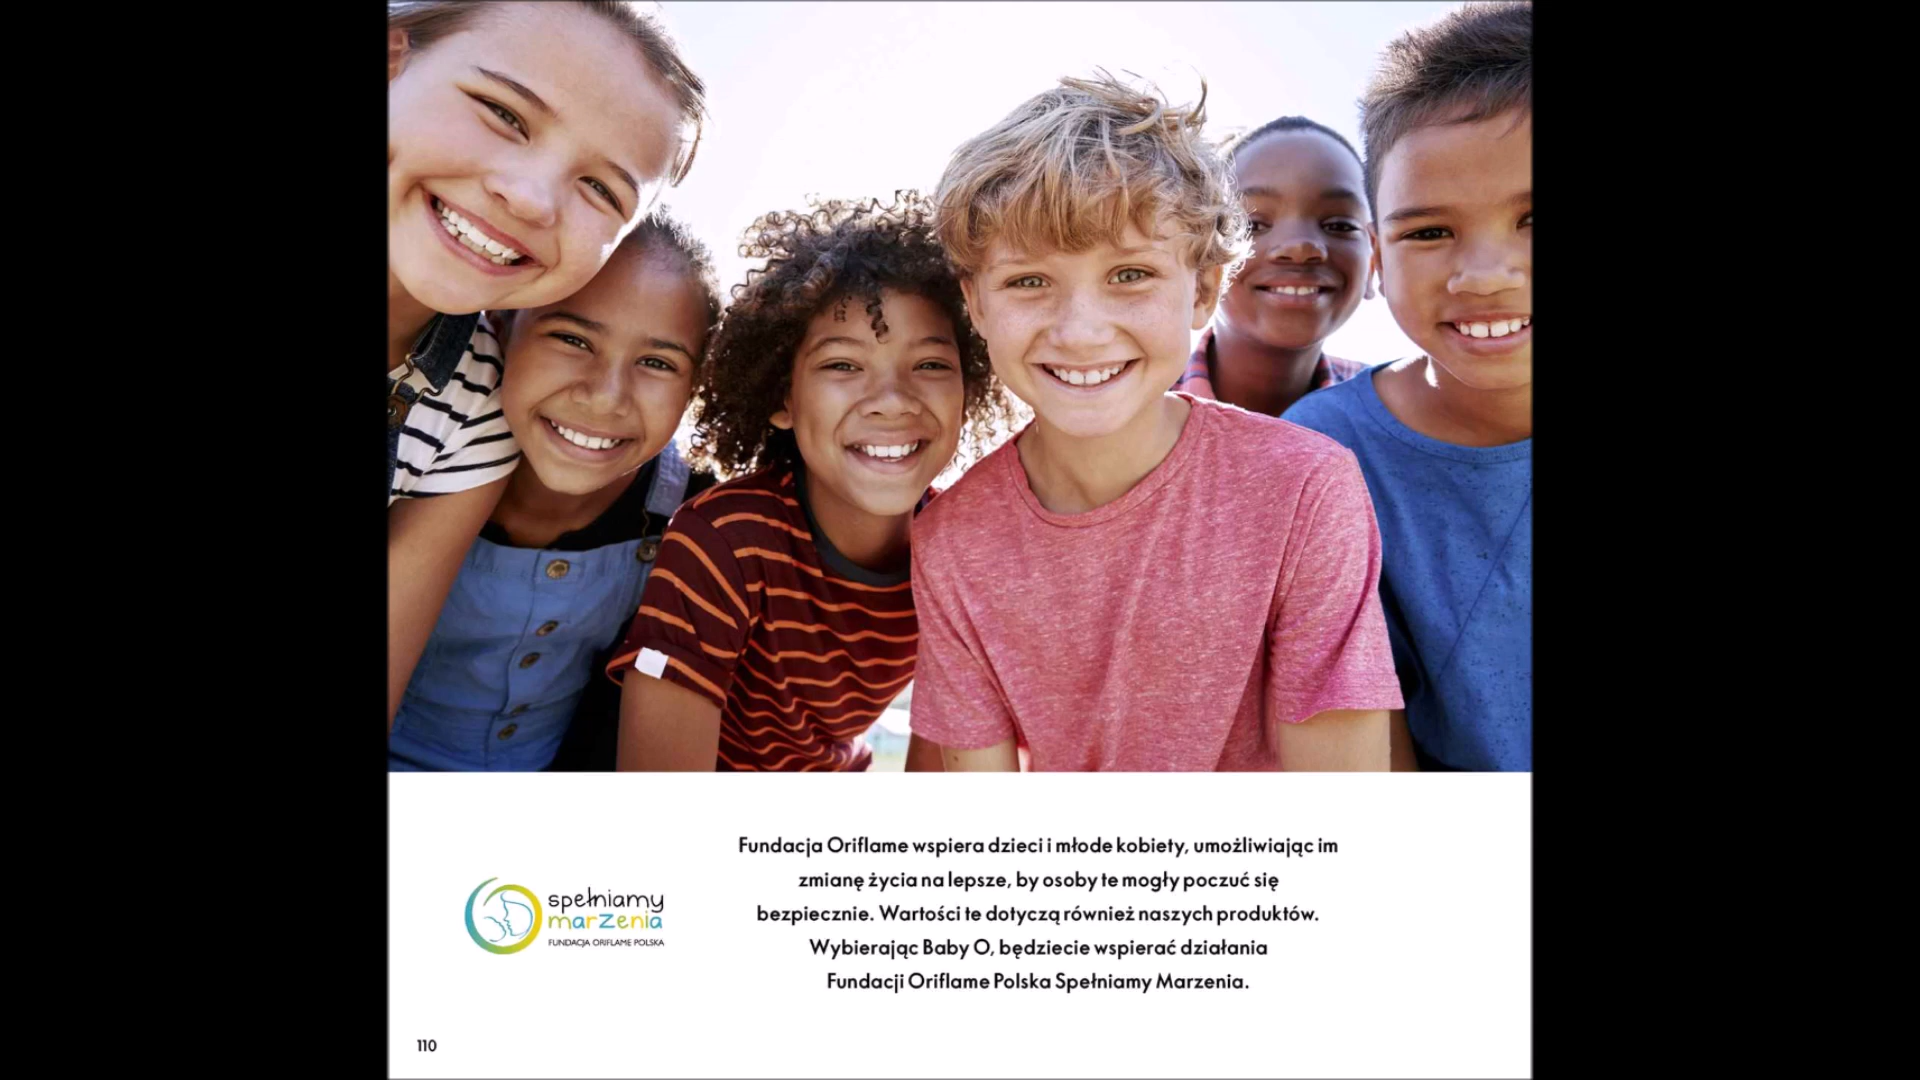 spełniamy
marzenia
FUNDACJA ORIFLAME POLSKA
Fundacja Oriflame wspiera dzieci i młode kobiety, umożliwiając im
zmianę życia na lepsze, by osoby te mogły poczuć się
bezpiecznie. Wartości te dotyczą również naszych produktów.
Wybierając Baby O, będziecie wspierać działania
Fundacji Oriflame Polska Spełniamy Marzenia.
110